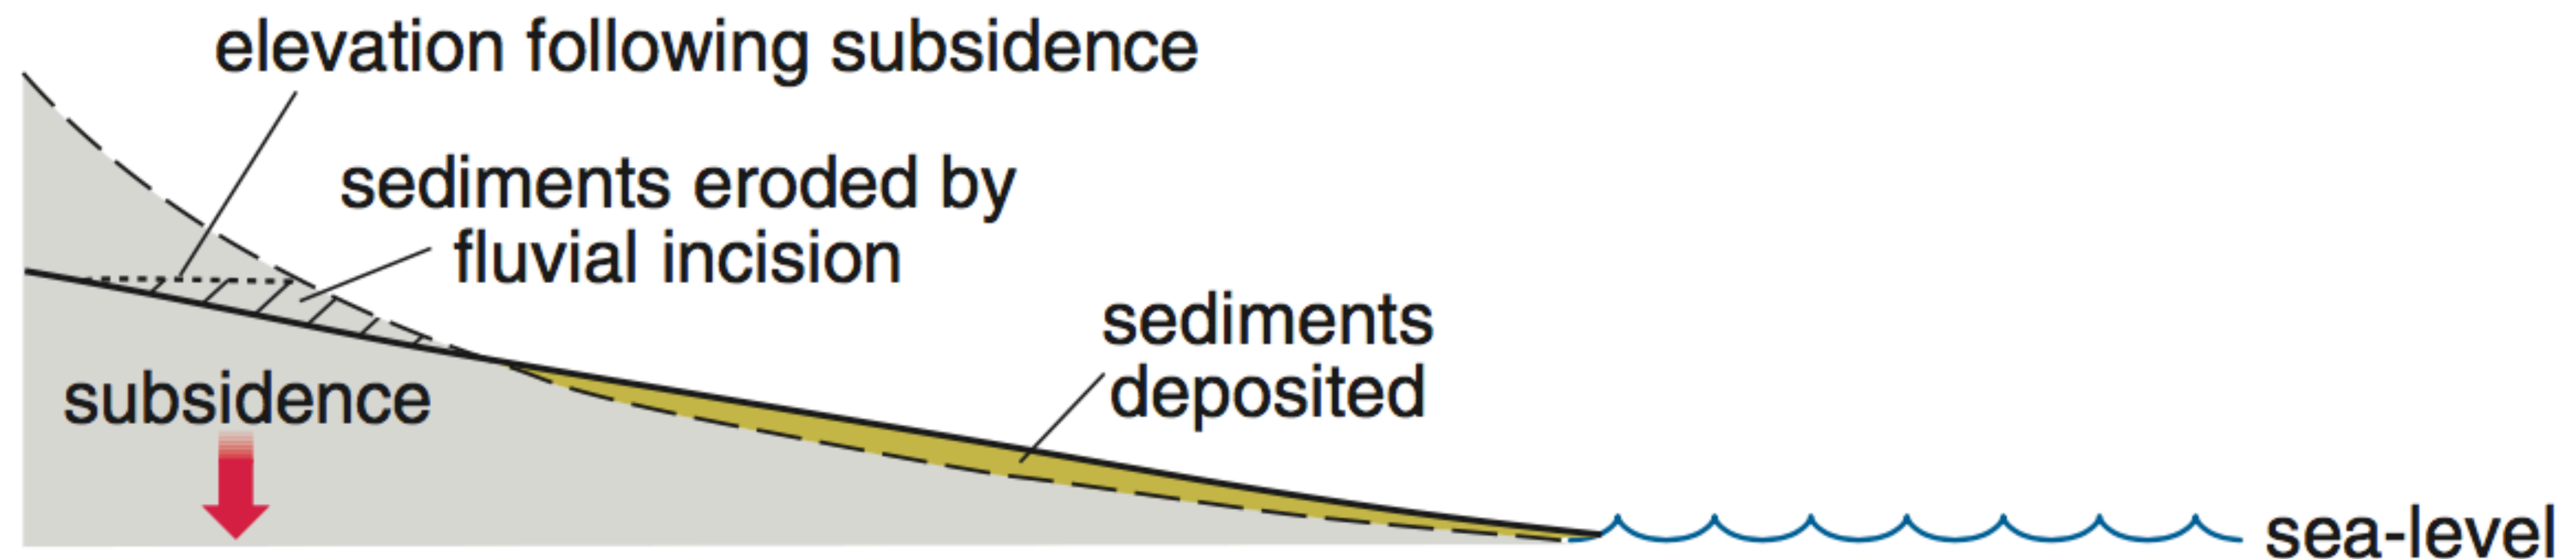 elevation following subsidence
sediments eroded by
fluvial incision
sediments
deposited
subsidence
sea-level